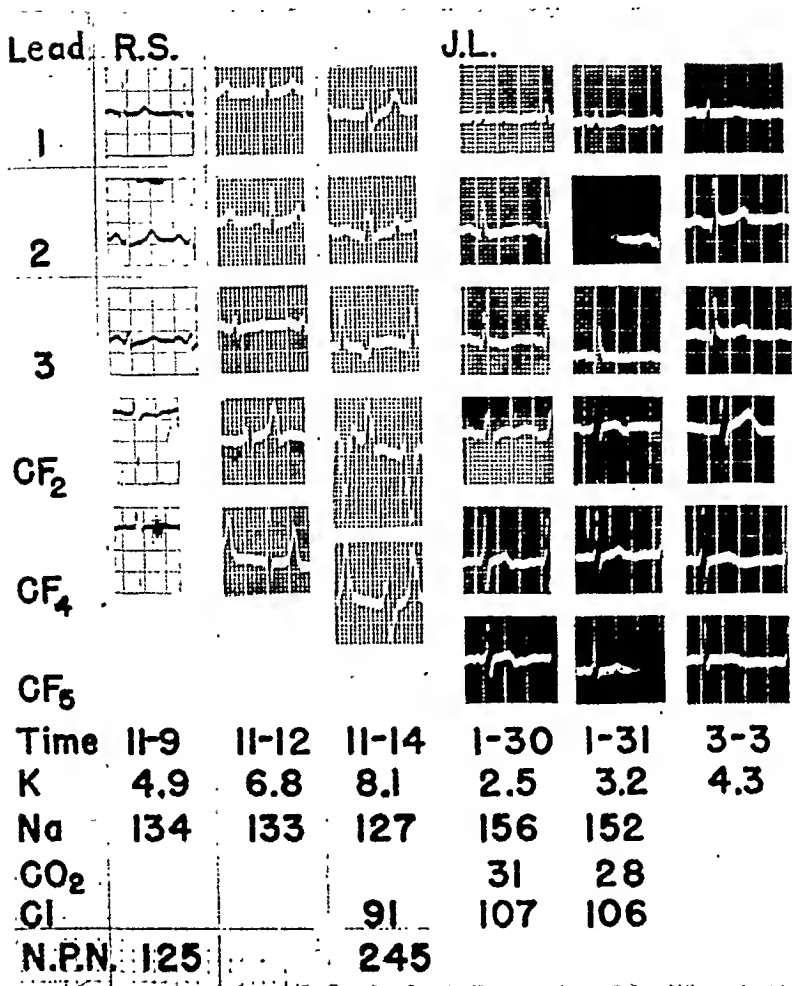 Lead R.S. J.L.
1
2
3
CF2
CF4
CF5
Time 11-9 11-12 11-14 1-30 1-31 3-3
K 4.9 6.8 8.1 2.5 3.2 4.3
Na 134 133 127 156 152
CO2 31 28
Cl 91 107 106
N.P.N. 125 245